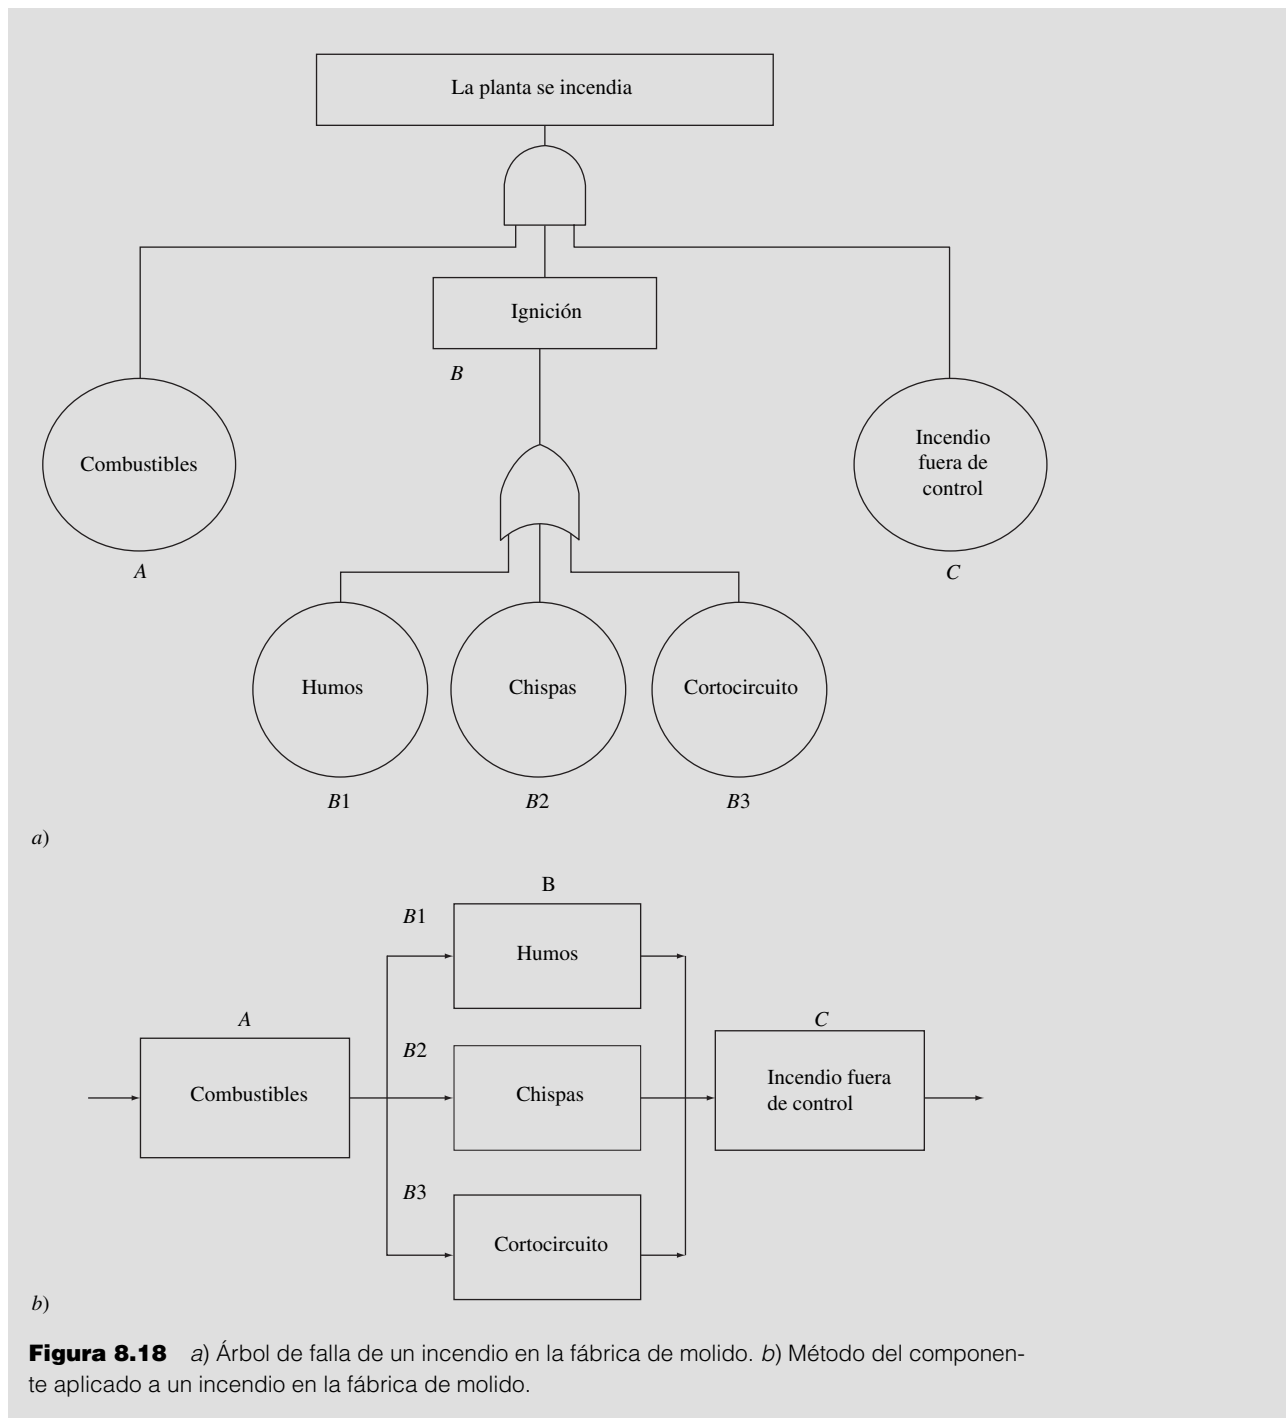 La planta se incendia
Ignición
B
Combustibles
A
Incendio
fuera de
control
C
Humos
Chispas
Cortocircuito
B1
B2
B3
a)
B
B1
Humos
A
Combustibles
B2
Chispas
C
Incendio fuera
de control
B3
Cortocircuito
b)
Figura 8.18 a) Árbol de falla de un incendio en la fábrica de molido. b) Método del componen-
te aplicado a un incendio en la fábrica de molido.